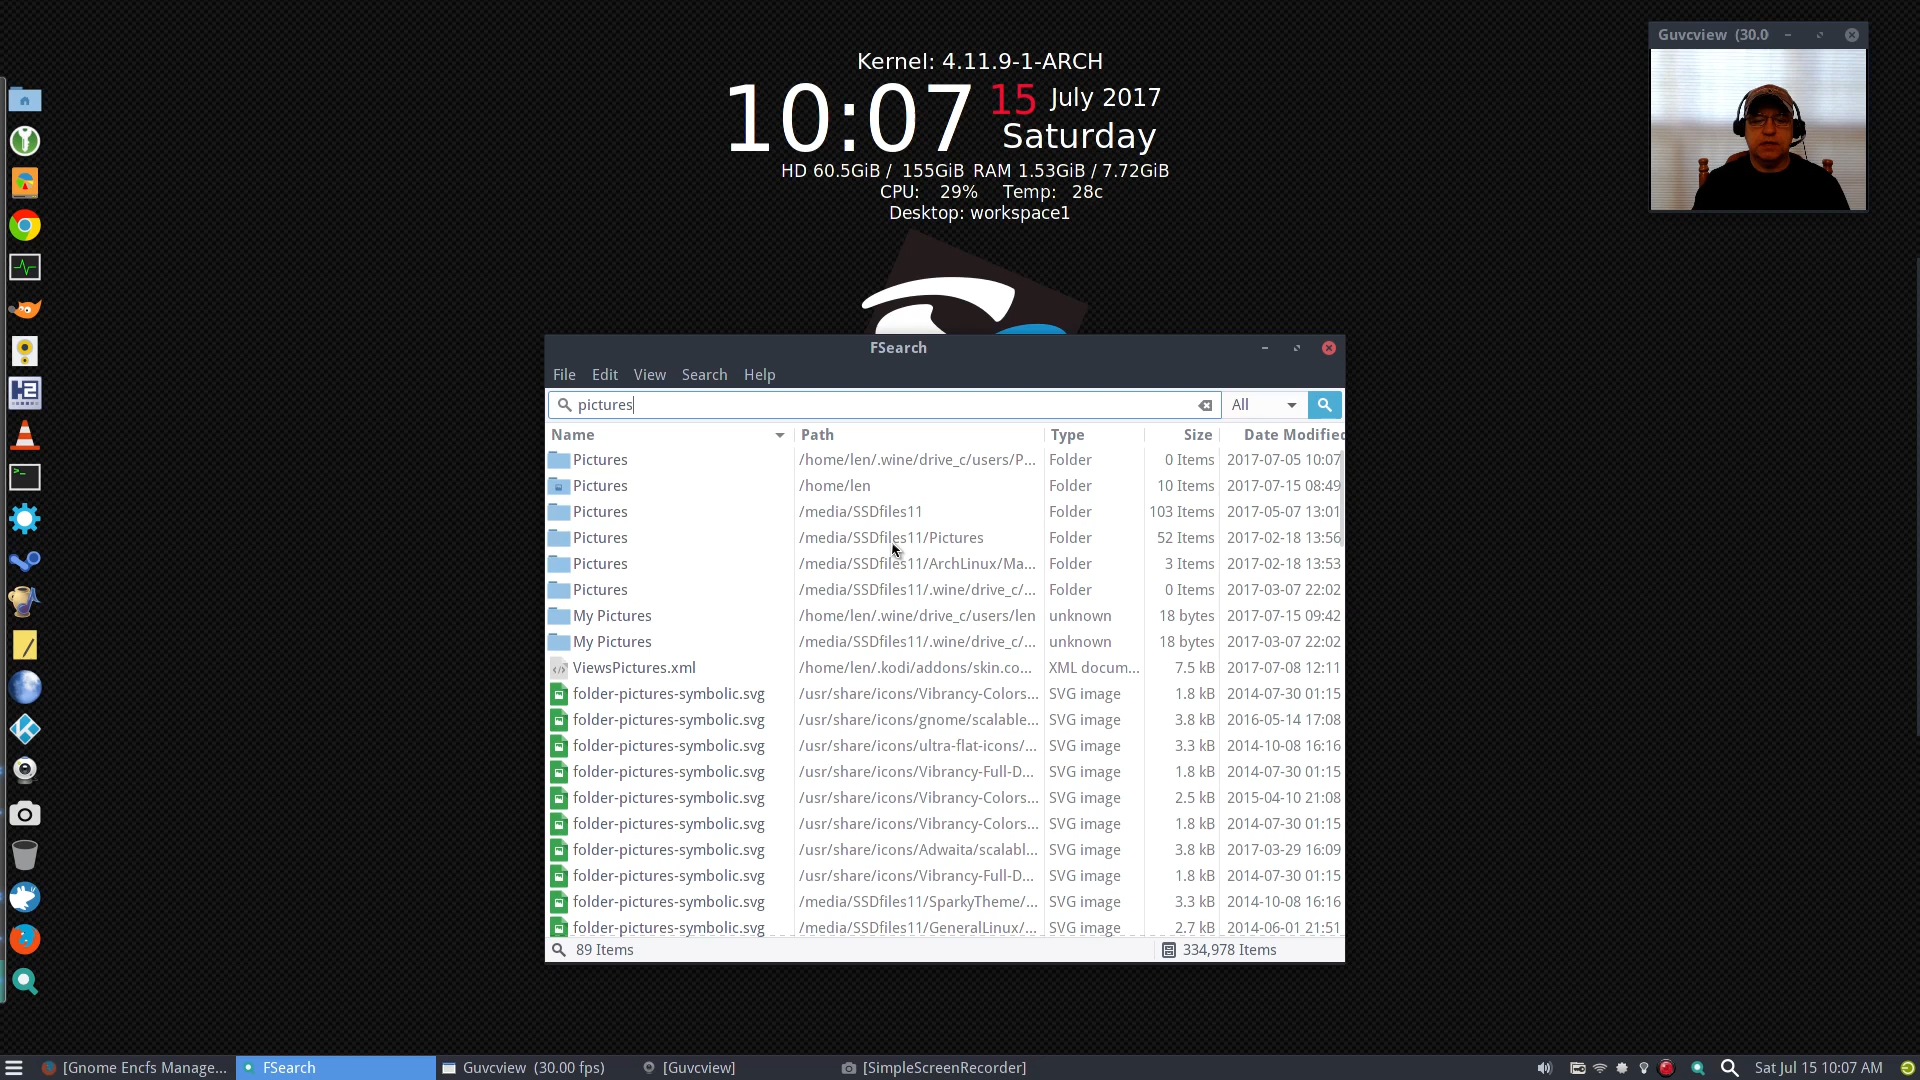 Kernel: 4.11.9-1-ARCH
10:07 15 July 2017
Saturday
HD 60.5GiB / 155GiB RAM 1.53GiB / 7.72GiB
CPU: 29% Temp: 28c
Desktop: workspace1
Guvcview (30.0
FSearch
File Edit View Search Help
pictures All
Name Path Type Size Date Modified
Pictures /home/len/.wine/drive_c/users/P... Folder 0 Items 2017-07-05 10:07
Pictures /home/len Folder 10 Items 2017-07-15 08:49
Pictures /media/SSDfiles11 Folder 103 Items 2017-05-07 13:01
Pictures /media/SSDfiles11/Pictures Folder 52 Items 2017-02-18 13:56
Pictures /media/SSDfiles11/ArchLinux/Ma... Folder 3 Items 2017-02-18 13:53
Pictures /media/SSDfiles11/.wine/drive_c/... Folder 0 Items 2017-03-07 22:02
My Pictures /home/len/.wine/drive_c/users/len unknown 18 bytes 2017-07-15 09:42
My Pictures /media/SSDfiles11/.wine/drive_c/... unknown 18 bytes 2017-03-07 22:02
ViewsPictures.xml /home/len/.kodi/addons/skin.co... XML docum... 7.5 kB 2017-07-08 12:11
folder-pictures-symbolic.svg /usr/share/icons/Vibrancy-Colors... SVG image 1.8 kB 2014-07-30 01:15
folder-pictures-symbolic.svg /usr/share/icons/gnome/scalable... SVG image 3.8 kB 2016-05-14 17:08
folder-pictures-symbolic.svg /usr/share/icons/ultra-flat-icons/... SVG image 3.3 kB 2014-10-08 16:16
folder-pictures-symbolic.svg /usr/share/icons/Vibrancy-Full-D... SVG image 1.8 kB 2014-07-30 01:15
folder-pictures-symbolic.svg /usr/share/icons/Vibrancy-Colors... SVG image 2.5 kB 2015-04-10 21:08
folder-pictures-symbolic.svg /usr/share/icons/Vibrancy-Colors... SVG image 1.8 kB 2014-07-30 01:15
folder-pictures-symbolic.svg /usr/share/icons/Adwaita/scalabl... SVG image 3.8 kB 2017-03-29 16:09
folder-pictures-symbolic.svg /usr/share/icons/Vibrancy-Full-D... SVG image 1.8 kB 2014-07-30 01:15
folder-pictures-symbolic.svg /media/SSDfiles11/SparkyTheme/... SVG image 3.3 kB 2014-10-08 16:16
folder-pictures-symbolic.svg /media/SSDfiles11/GeneralLinux/... SVG image 2.7 kB 2014-06-01 21:51
89 Items 334,978 Items
[Gnome Encfs Manage... FSearch Guvcview (30.00 fps) [Guvcview] [SimpleScreenRecorder] Sat Jul 15 10:07 AM